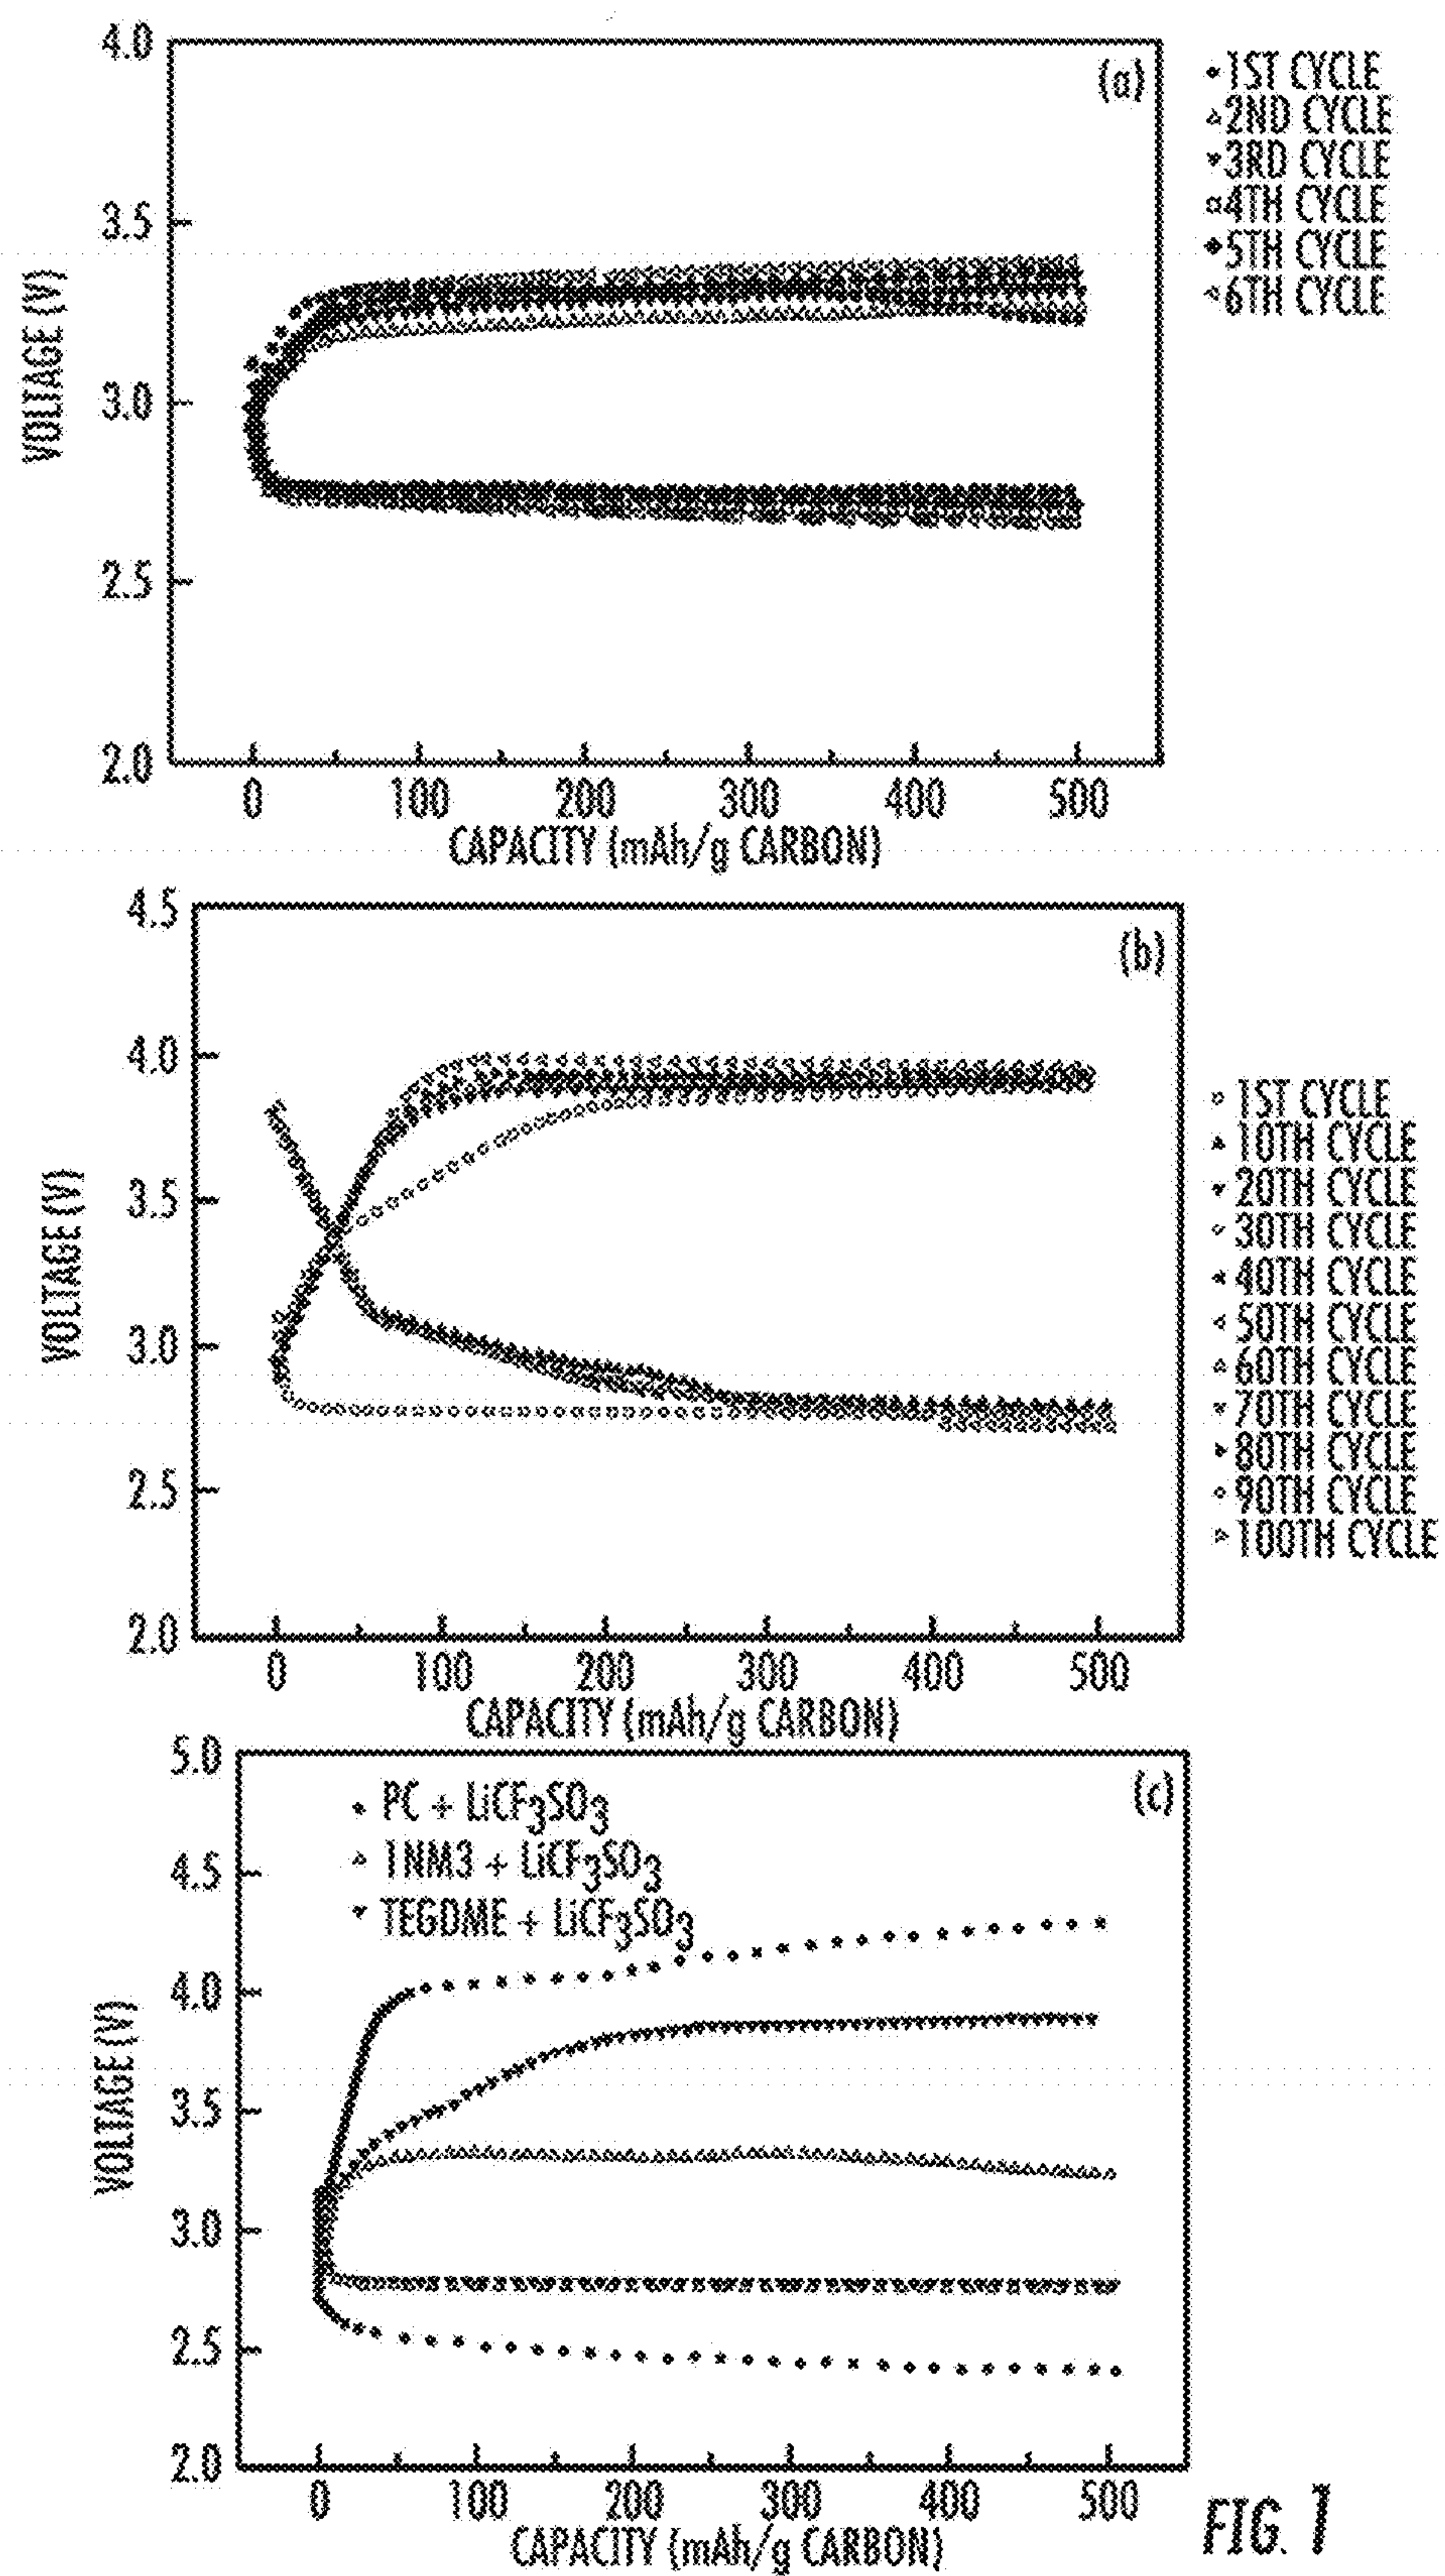 4.0
(a)
3.5
3.0
2.5
2.0
VOLTAGE (V)
0 100 200 300 400 500
CAPACITY (mAh/g CARBON)
1ST CYCLE
2ND CYCLE
3RD CYCLE
4TH CYCLE
5TH CYCLE
6TH CYCLE
4.5
(b)
4.0
3.5
3.0
2.5
2.0
VOLTAGE (V)
0 100 200 300 400 500
CAPACITY (mAh/g CARBON)
1ST CYCLE
10TH CYCLE
20TH CYCLE
30TH CYCLE
40TH CYCLE
50TH CYCLE
60TH CYCLE
70TH CYCLE
80TH CYCLE
90TH CYCLE
100TH CYCLE
5.0
(c)
PC + LiCF3SO3
1NM3 + LiCF3SO3
TEGDME + LiCF3SO3
4.5
4.0
3.5
3.0
2.5
2.0
VOLTAGE (V)
0 100 200 300 400 500
CAPACITY (mAh/g CARBON)
FIG. 1